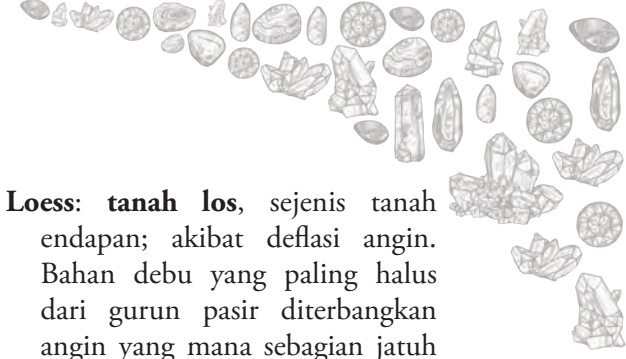 Loess: tanah los, sejenis tanah
endapan; akibat deflasi angin.
Bahan debu yang paling halus
dari gurun pasir diterbangkan
angin yang mana sebagian jatuh